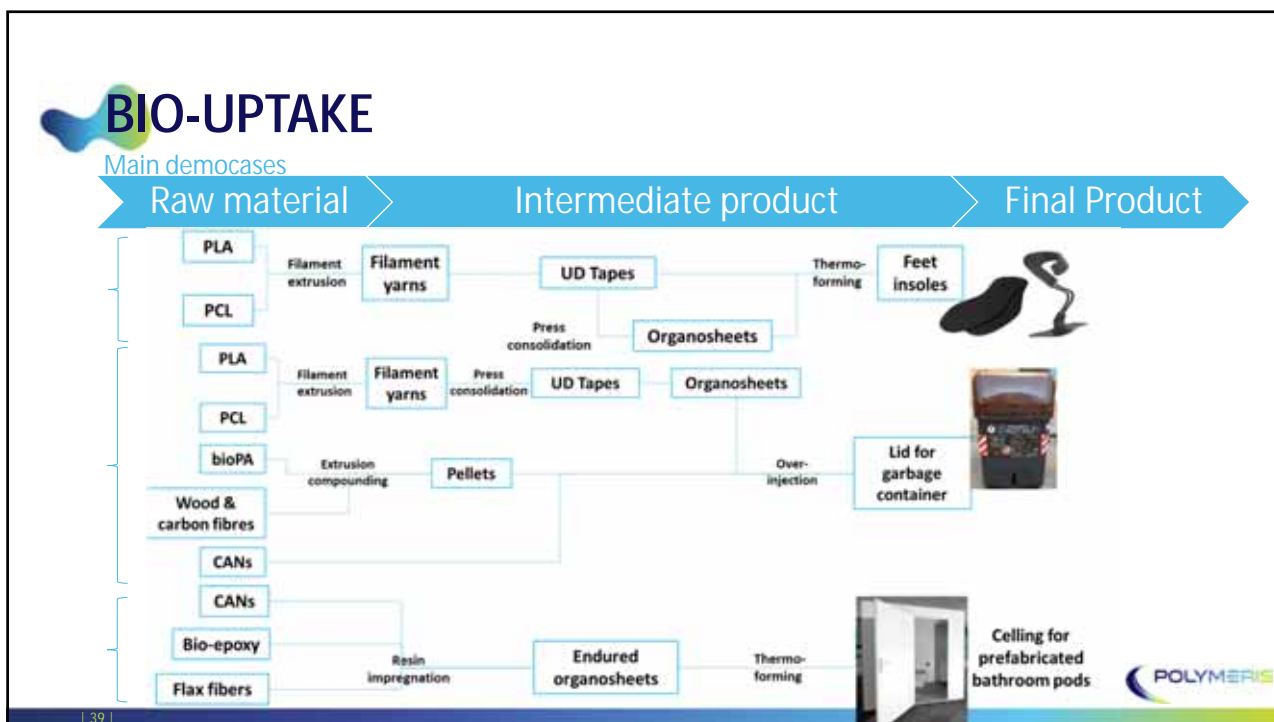 BIO-UPTAKE
Main democases
Raw material
Intermediate product
Final Product
PLA
PCL
Filament
extrusion
Filament
yarns
UD Tapes
Press
consolidation
Organosheets
Thermo-
forming
Feet
insoles
PLA
PCL
Filament
extrusion
Filament
yarns
Press
consolidation
UD Tapes
Organosheets
bioPA
Wood &
carbon fibres
Extrusion
compounding
Pellets
CANs
Over-
injection
Lid for
garbage
container
CANs
Bio-epoxy
Flax fibers
Resin
impregnation
Endured
organosheets
Thermo-
forming
Celling for
prefabricated
bathroom pods
POLYMERIS
| 39 |